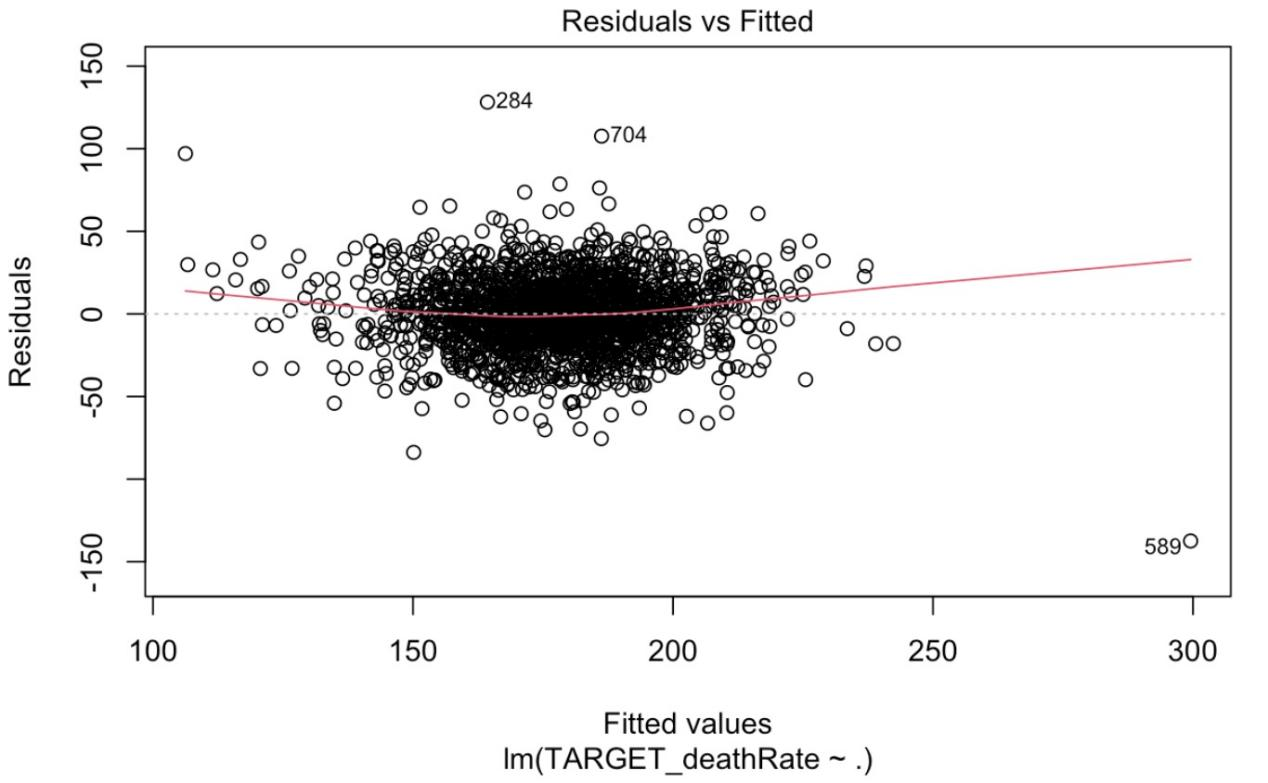 Residuals vs Fitted
Residuals
150
100
50
0
-50
-150
284
704
589
100 150 200 250 300
Fitted values
lm(TARGET_deathRate ~ .)